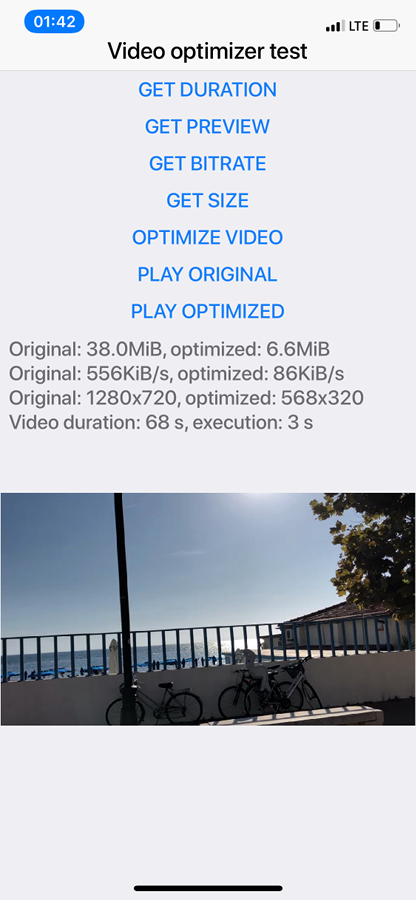 01:42
LTE
Video optimizer test
GET DURATION
GET PREVIEW
GET BITRATE
GET SIZE
OPTIMIZE VIDEO
PLAY ORIGINAL
PLAY OPTIMIZED
Original: 38.0MiB, optimized: 6.6MiB
Original: 556KiB/s, optimized: 86KiB/s
Original: 1280x720, optimized: 568x320
Video duration: 68 s, execution: 3 s